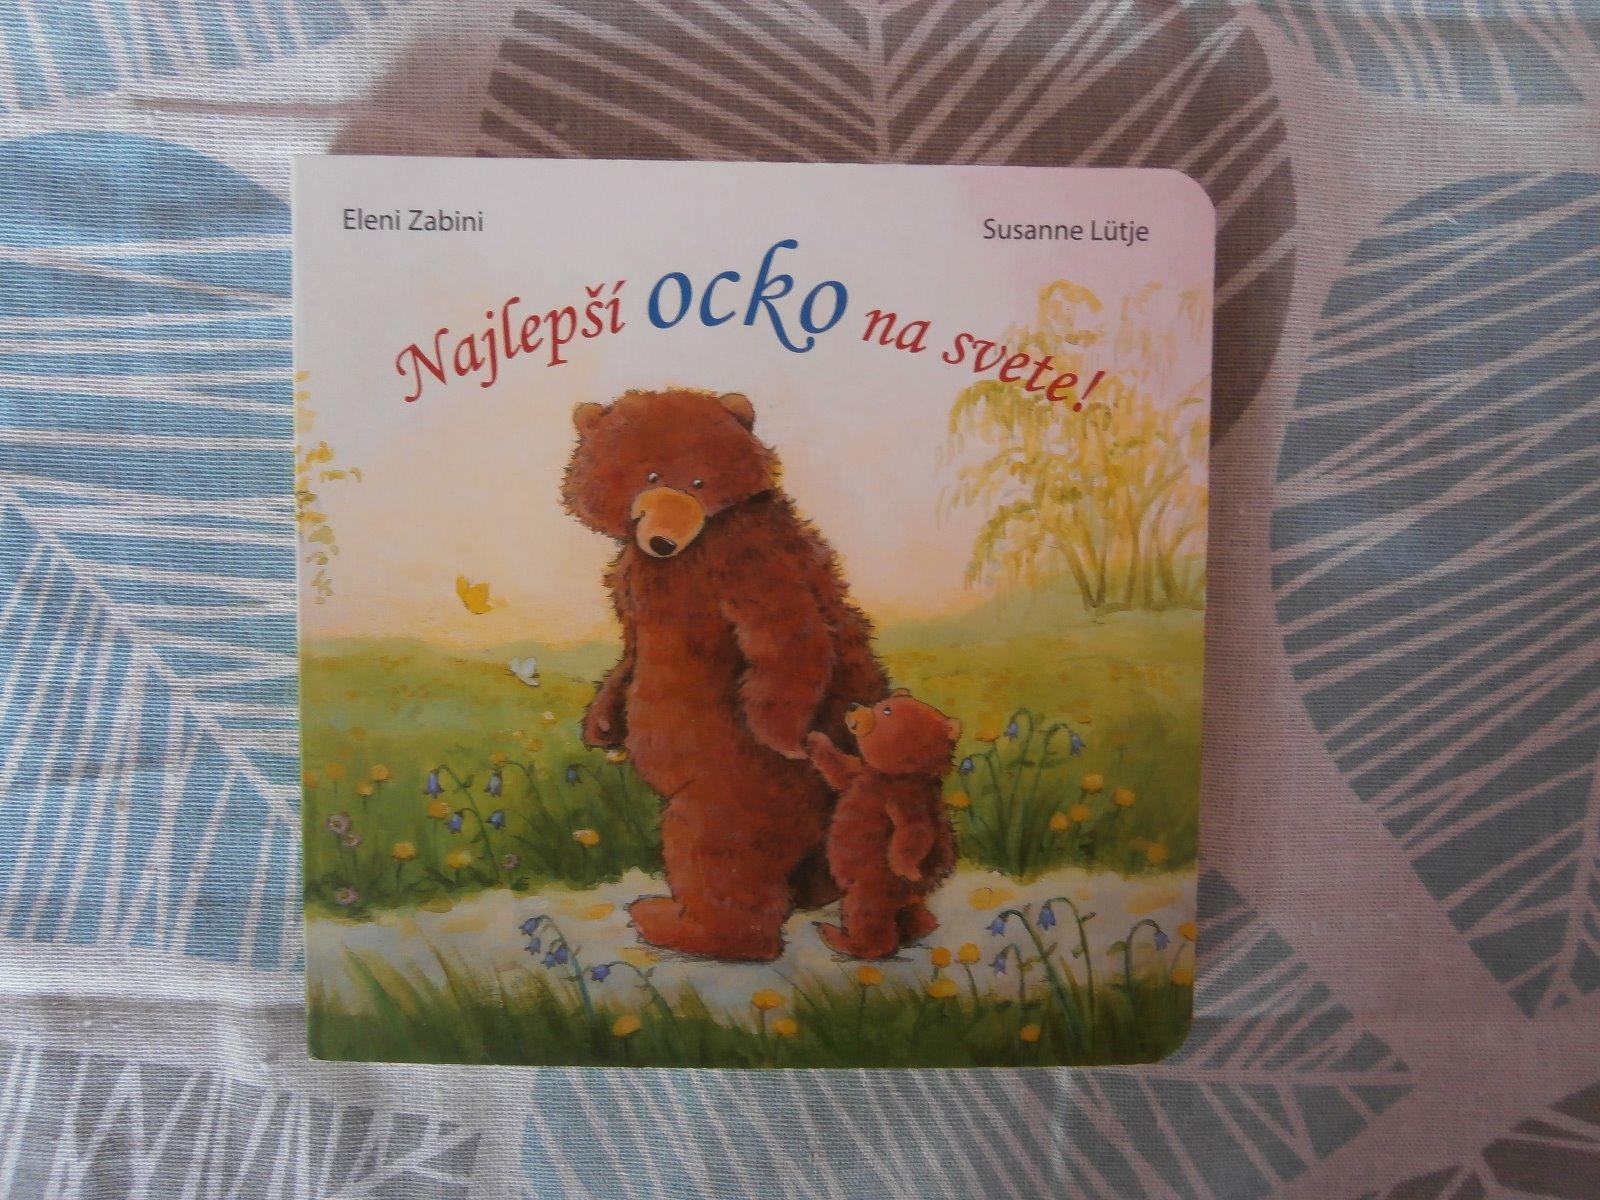 Eleni Zabini
Susanne Lütje
Najlepší ocko na svete!